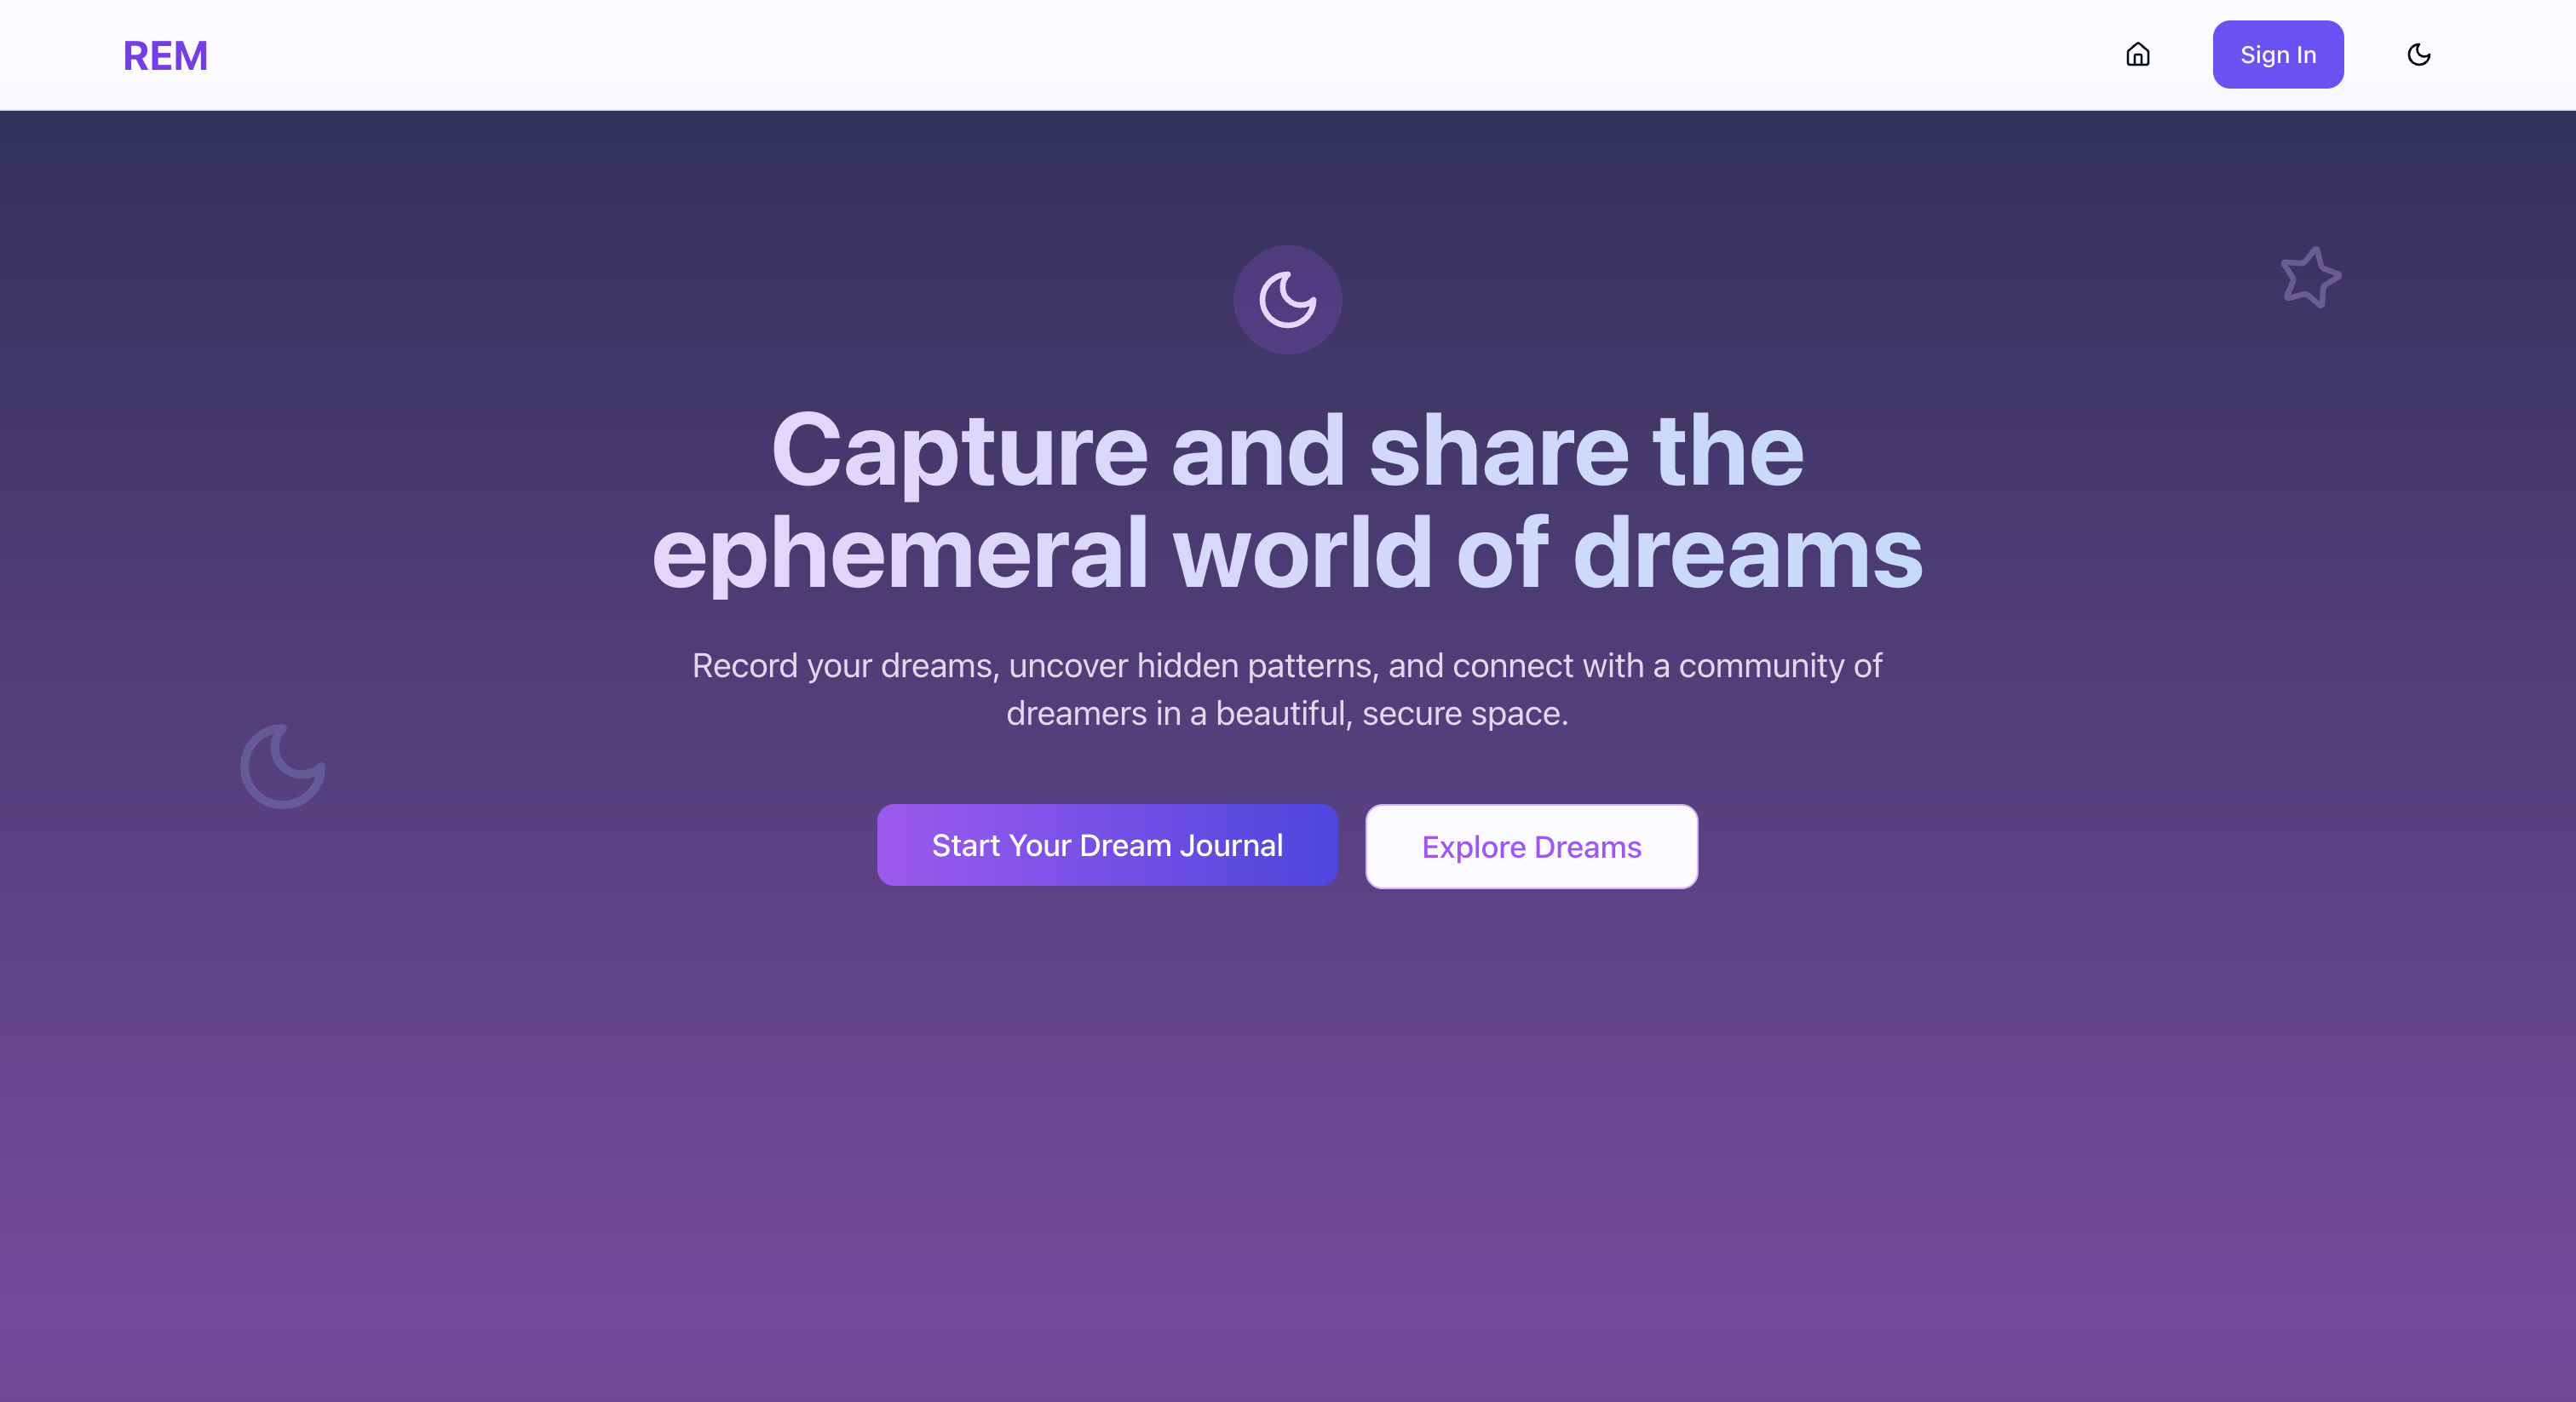 REM
Sign In
Capture and share the
ephemeral world of dreams
Record your dreams, uncover hidden patterns, and connect with a community of
dreamers in a beautiful, secure space.
Start Your Dream Journal
Explore Dreams